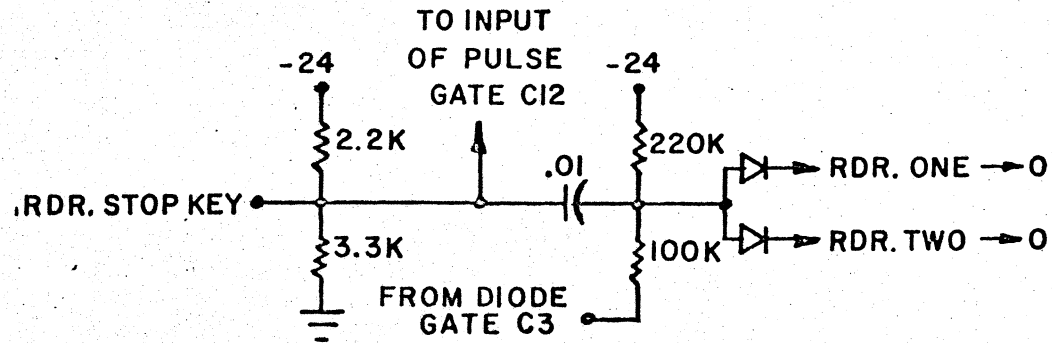 TO INPUT
OF PULSE
GATE C12
-24
-24
2.2K
220K
.01
RDR. ONE → 0
RDR. STOP KEY
3.3K
100K
RDR. TWO → 0
FROM DIODE
GATE C3